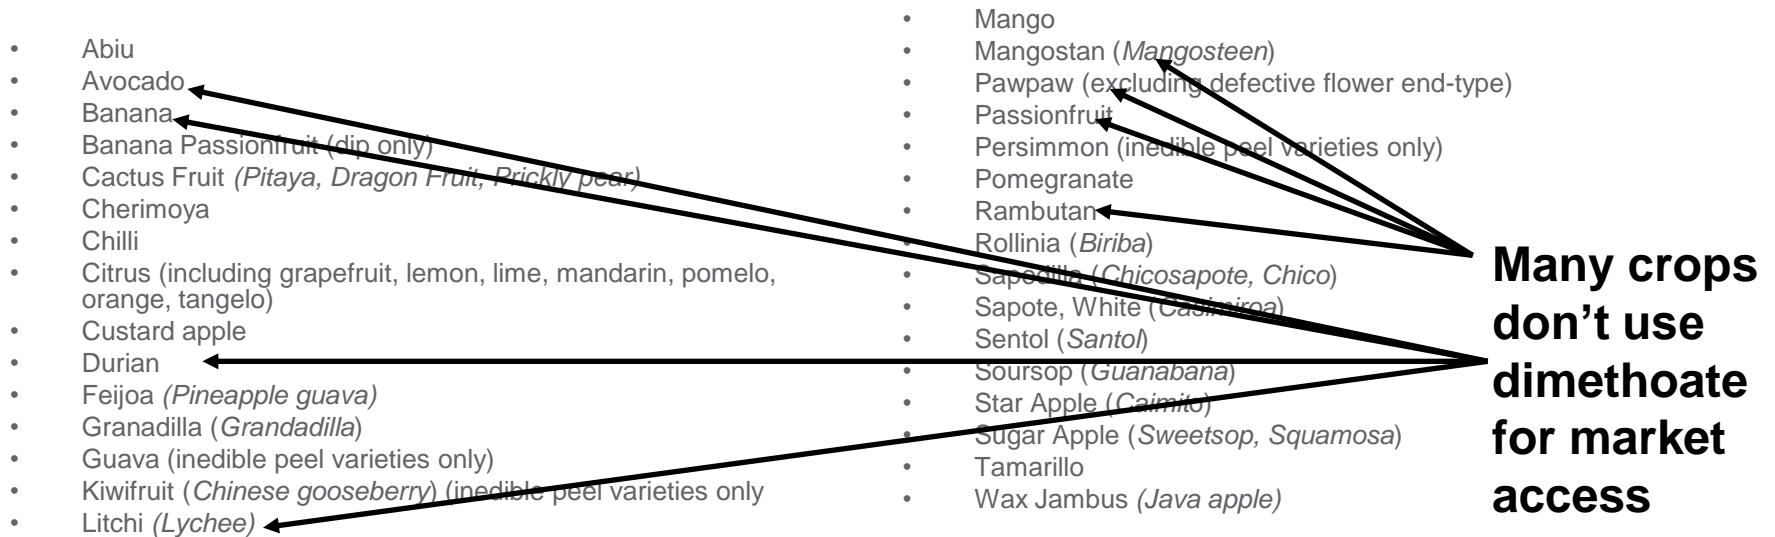 • Abiu
• Avocado
• Banana
• Banana Passionfruit (dip only)
• Cactus Fruit (Pitaya, Dragon Fruit, Prickly pear)
• Cherimoya
• Chilli
• Citrus (including grapefruit, lemon, lime, mandarin, pomelo,
orange, tangelo)
• Custard apple
• Durian
• Feijoa (Pineapple guava)
• Granadilla (Grandadilla)
• Guava (inedible peel varieties only)
• Kiwifruit (Chinese gooseberry) (inedible peel varieties only
• Litchi (Lychee)
• Mango
• Mangostan (Mangosteen)
• Pawpaw (excluding defective flower end-type)
• Passionfruit
• Persimmon (inedible peel varieties only)
• Pomegranate
• Rambutan
• Rollinia (Biriba)
• Sapodilla (Chicosapote, Chico)
• Sapote, White (Casimiroa)
• Sentol (Santol)
• Soursop (Guanabana)
• Star Apple (Caimito)
• Sugar Apple (Sweetsop, Squamosa)
• Tamarillo
• Wax Jambus (Java apple)
Many crops
don’t use
dimethoate
for market
access